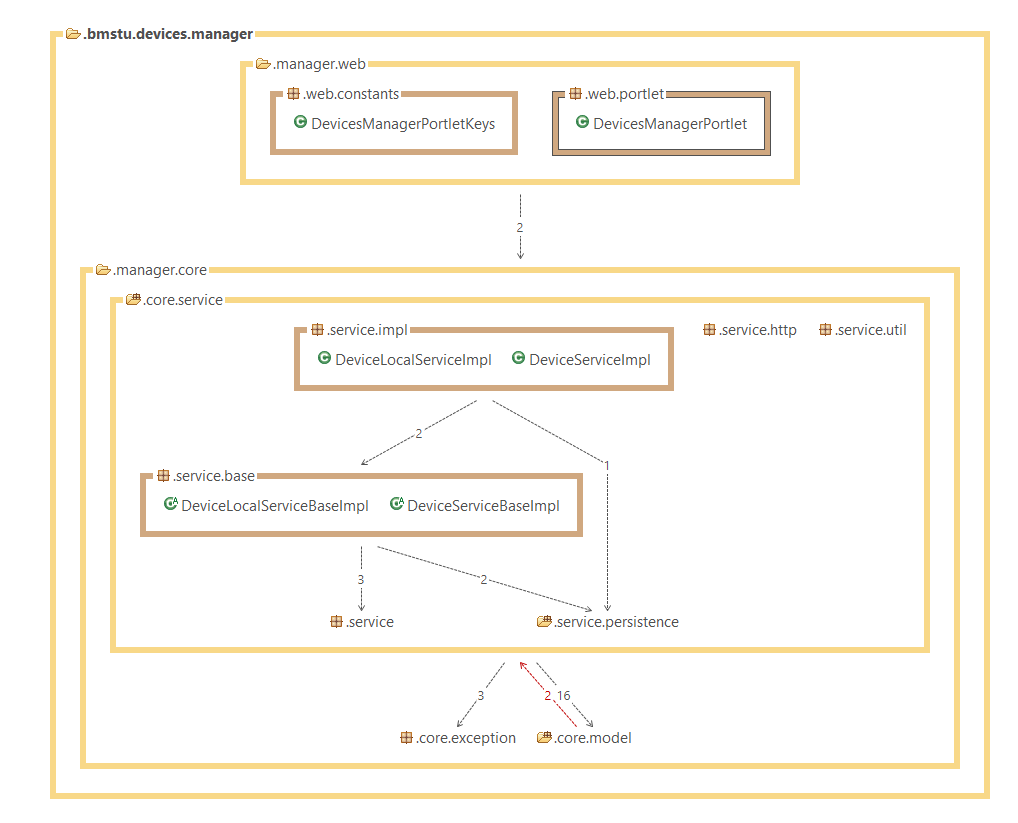 .bmstu.devices.manager
.manager.web
.web.constants
.web.portlet
DevicesManagerPortletKeys
DevicesManagerPortlet
2
.manager.core
.core.service
.service.impl
.service.http
.service.util
DeviceLocalServiceImpl
DeviceServiceImpl
2
1
.service.base
DeviceLocalServiceBaseImpl
DeviceServiceBaseImpl
3
2
.service
.service.persistence
3
2
16
.core.exception
.core.model